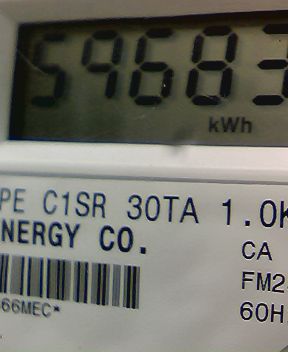 59683
kWh
PE C1SR 30TA 1.0K
NERGY CO.
CA
FM2
66MEC*
60H